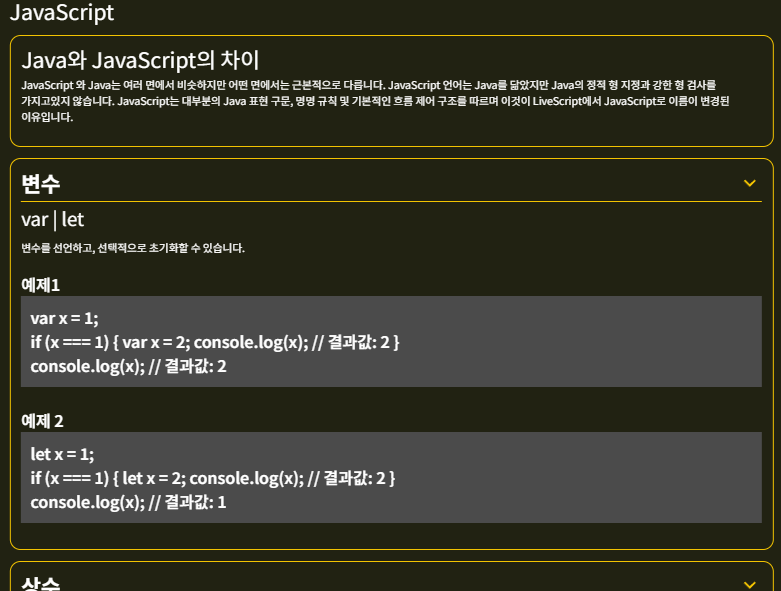 JavaScript
Java와 JavaScript의 차이
JavaScript 와 Java는 여러 면에서 비슷하지만 어떤 면에서는 근본적으로 다릅니다. JavaScript 언어는 Java를 닮았지만 Java의 정적 형 지정과 강한 형 검사를
가지고있지 않습니다. JavaScript는 대부분의 Java 표현 구문, 명명 규칙 및 기본적인 흐름 제어 구조를 따르며 이것이 LiveScript에서 JavaScript로 이름이 변경된
이유입니다.
변수
var | let
변수를 선언하고, 선택적으로 초기화할 수 있습니다.
예제1
var x = 1;
if (x === 1) { var x = 2; console.log(x); // 결과값: 2 }
console.log(x); // 결과값: 2
예제 2
let x = 1;
if (x === 1) { let x = 2; console.log(x); // 결과값: 2 }
console.log(x); // 결과값: 1
상수